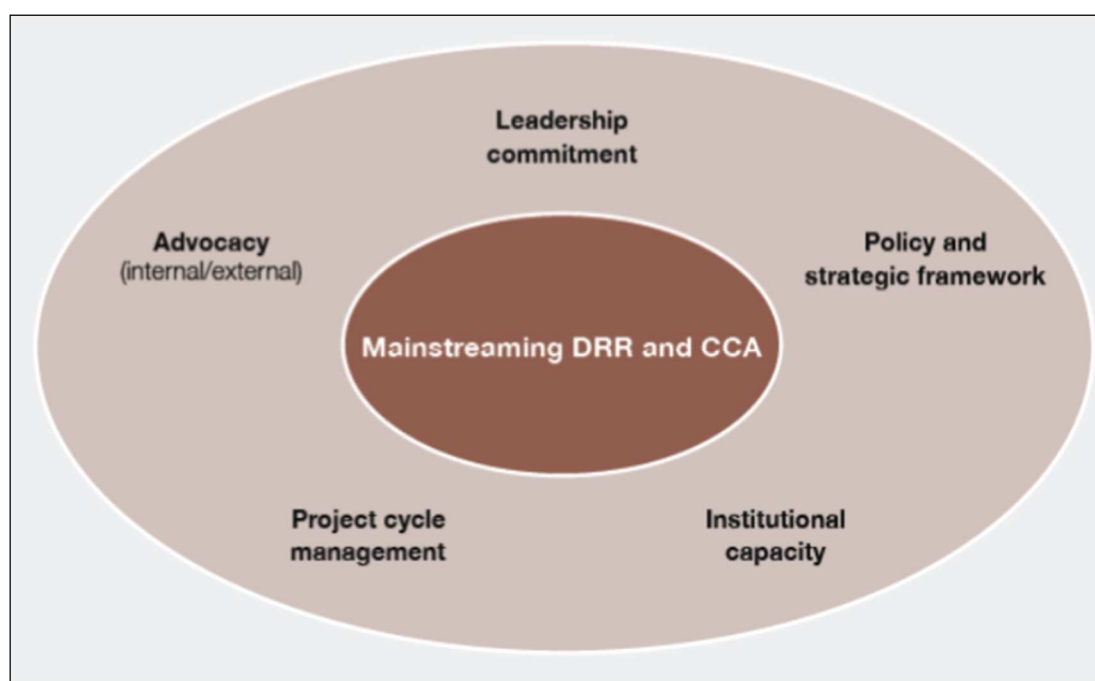 Leadership
commitment
Advocacy
(internal/external)
Policy and
strategic framework
Mainstreaming DRR and CCA
Project cycle
management
Institutional
capacity